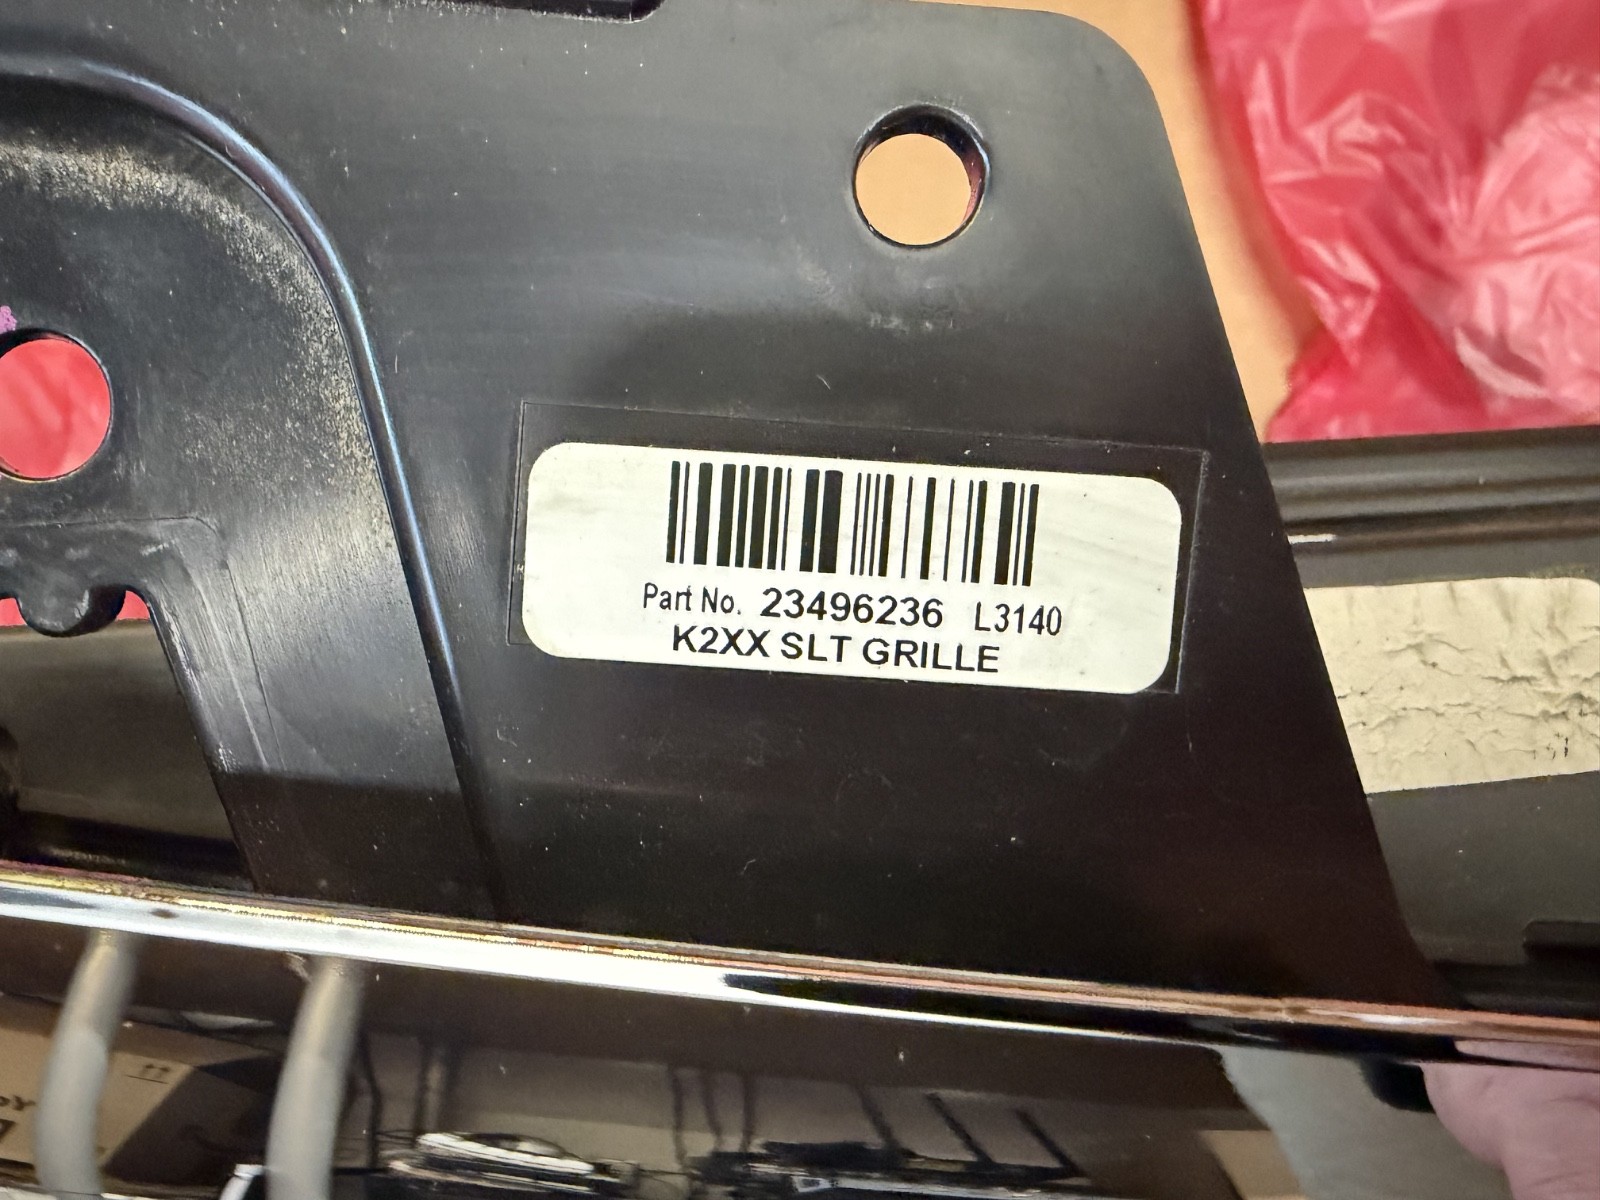 Part No. 23496236 L3140
K2XX SLT GRILLE